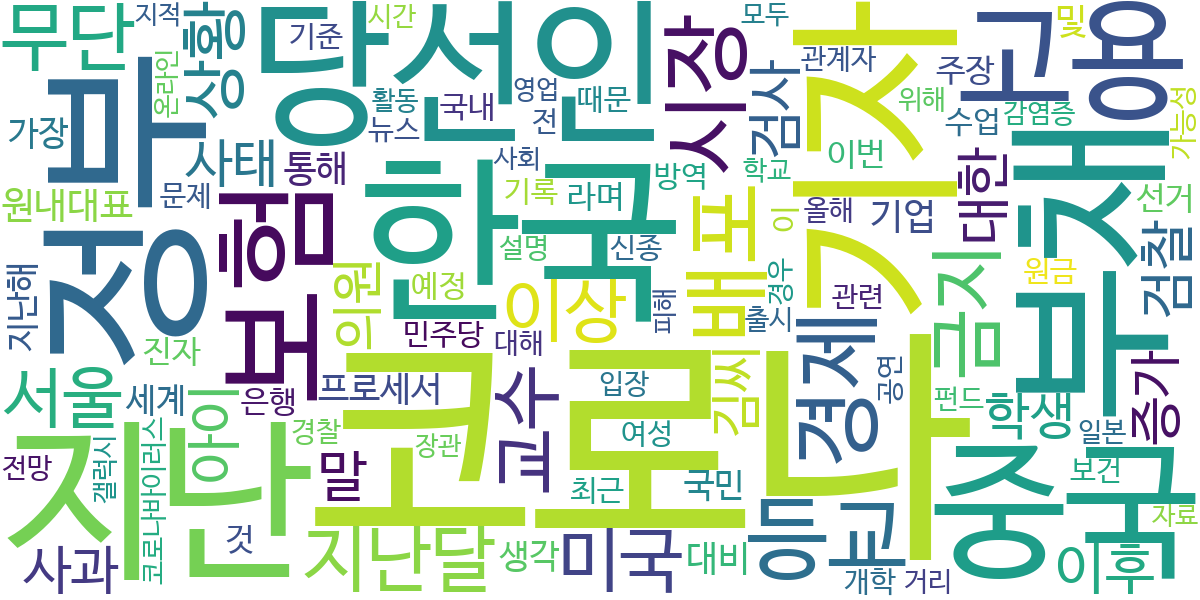 무단
지적
상황
당선인
기준
시간
모두
및
온라인
정부
활동
뉴스
국내
영업
전
때문
시장
검사
관계자
기자
위해
주장
신고
수업
감염증
부채
예
가능성
가장
사태
통해
사회
문제
원내대표
보험
한국
기록
라며
방역
학교
이번
배포
이
올해
기업
대한
선거
설명
신종
검찰
지난해
의원
예정
이상
피해
경우
출시
관련
금지
원금
진자
민주당
대해
코로나
경제
김씨
공연
펀드
증가
서울
세계
은행
아이
프로세서
교수
입장
여성
학생
일본
중국
지난
갤럭시
코로나바이러스
경찰
장관
말
최근
국민
보건
전망
사과
것
지난달
생각
미국
대비
앤
넥
개학
거리
이후
자료